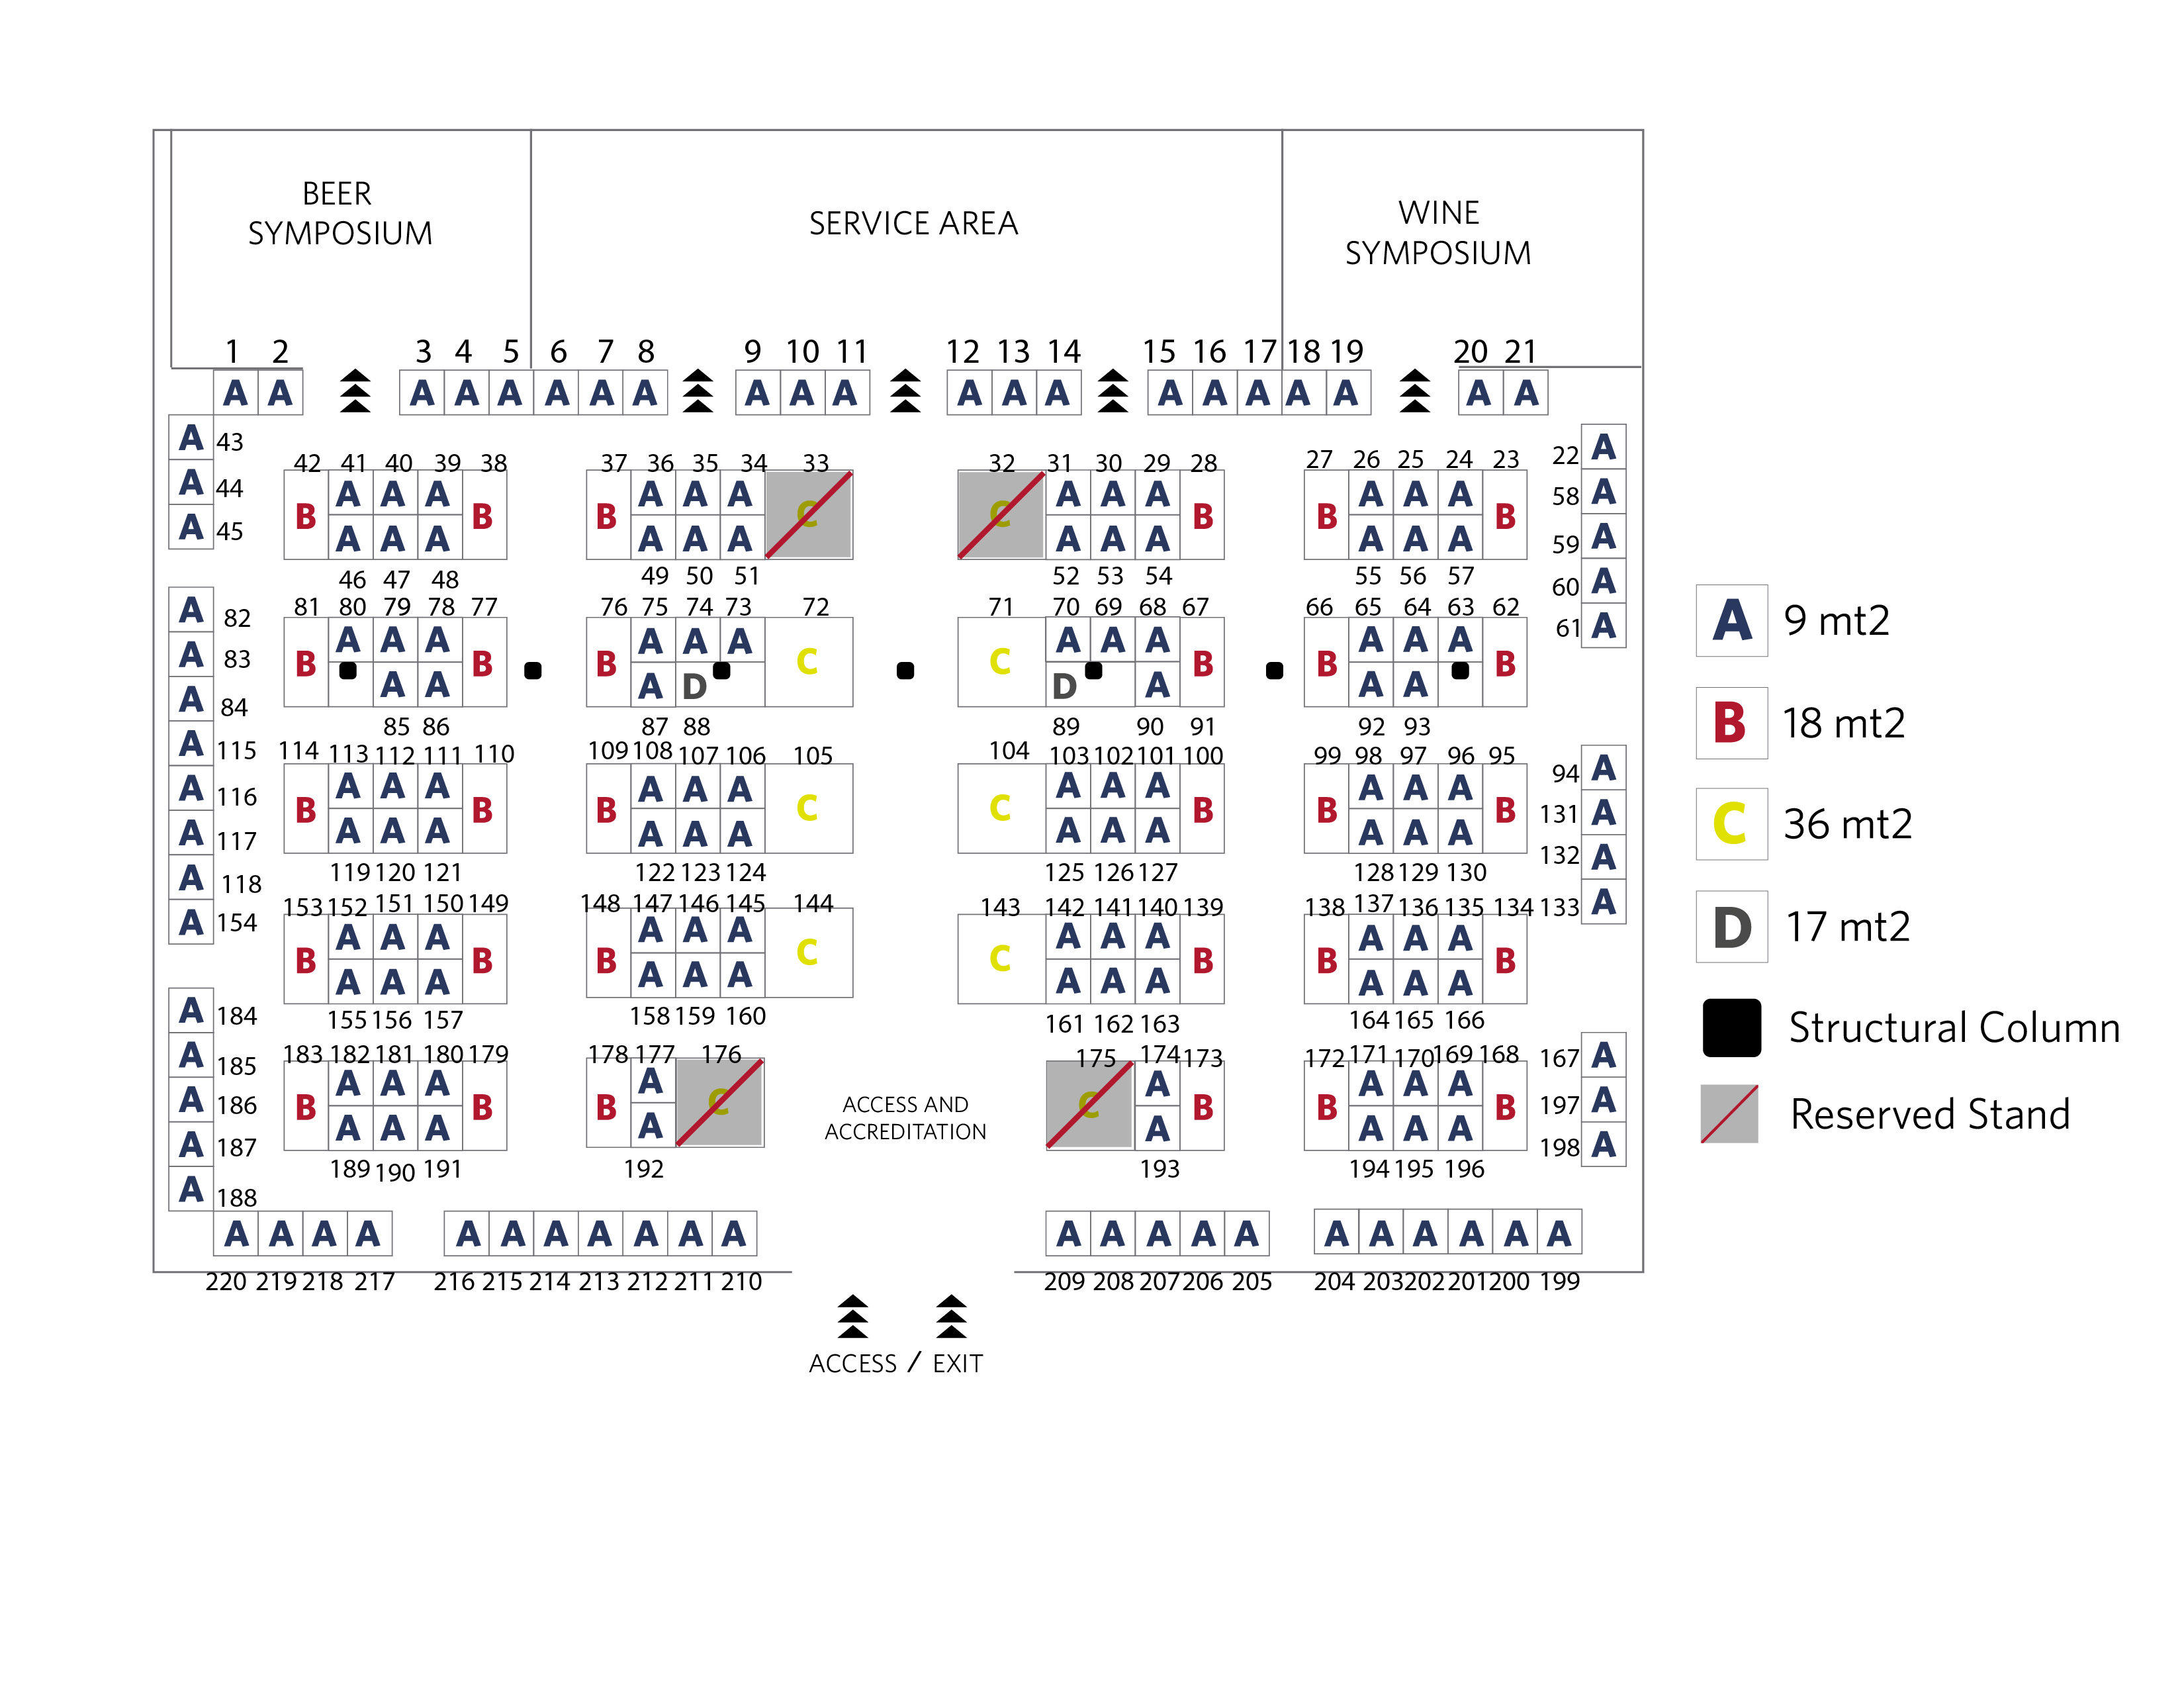 BEER
SYMPOSIUM
SERVICE AREA
WINE
SYMPOSIUM
1 2 3 4 5 6 7 8 9 10 11 12 13 14 15 16 17 18 19 20 21
A A A A A A A A A A A A A A A A A A A A A
A 43
A 44
A 45
22 A
58 A
59 A
60 A
61 A
42 41 40 39 38 37 36 35 34 33 32 31 30 29 28 27 26 25 24 23
B A A A B B A A A C C A A A B B A A A B
A A A A A A A A A A A A
46 47 48 49 50 51 52 53 54 55 56 57
A 82
A 83
A 84
A 115
A 116
A 117
A 118
A 154
81 80 79 78 77 76 75 74 73 72 71 70 69 68 67 66 65 64 63 62
B A A A B B A A A C C A A A B B A A A B
A A A D D A A A
85 86 87 88 89 90 91 92 93
114 113 112 111 110 109 108 107 106 105 104 103 102 101 100 99 98 97 96 95
B A A A B B A A A C C A A A B B A A A B
A A A A A A A A A A A A
119 120 121 122 123 124 125 126 127 128 129 130
94 A
131 A
132 A
133 A
153 152 151 150 149 148 147 146 145 144 143 142 141 140 139 138 137 136 135 134
B A A A B B A A A C C A A A B B A A A B
A A A A A A A A A A A A
155 156 157 158 159 160 161 162 163 164 165 166
A 184
A 185
A 186
A 187
A 188
183 182 181 180 179 178 177 176 175 174 173 172 171 170 169 168
B A A A B B A C C A B B A A A B
A A A A A A A A
189 190 191 192 193 194 195 196
167 A
197 A
198 A
ACCESS AND
ACCREDITATION
A A A A A A A A A A A A A A A A A A A A A A
220 219 218 217 216 215 214 213 212 211 210 209 208 207 206 205 204 203 202 201 200 199
ACCESS / EXIT
A 9 mt2
B 18 mt2
C 36 mt2
D 17 mt2
Structural Column
Reserved Stand